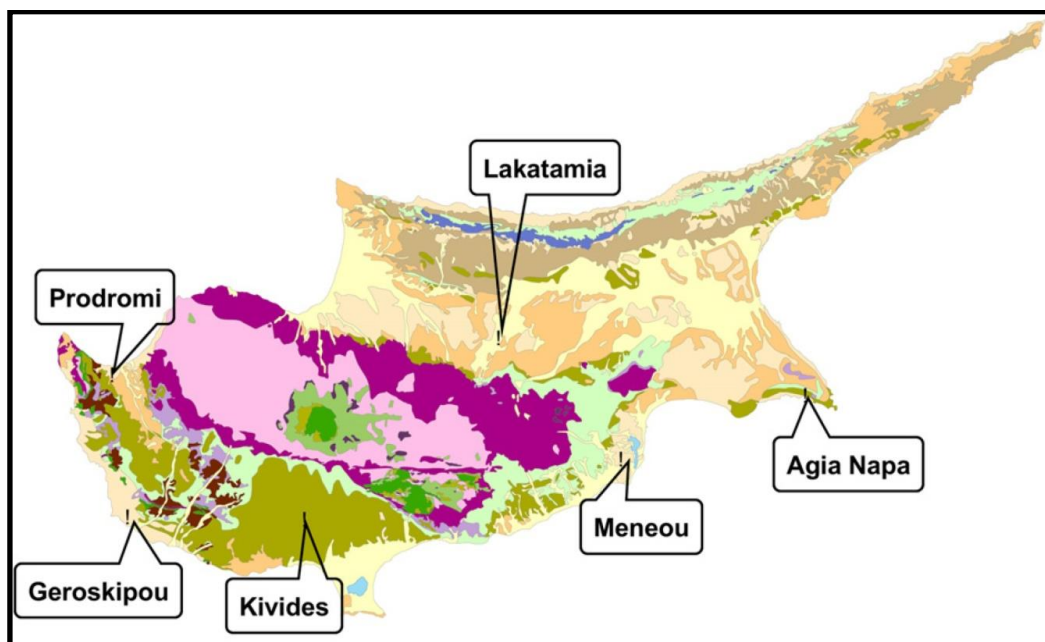 Lakatamia
Prodromi
Agia Napa
Meneou
Geroskipou
Kivides